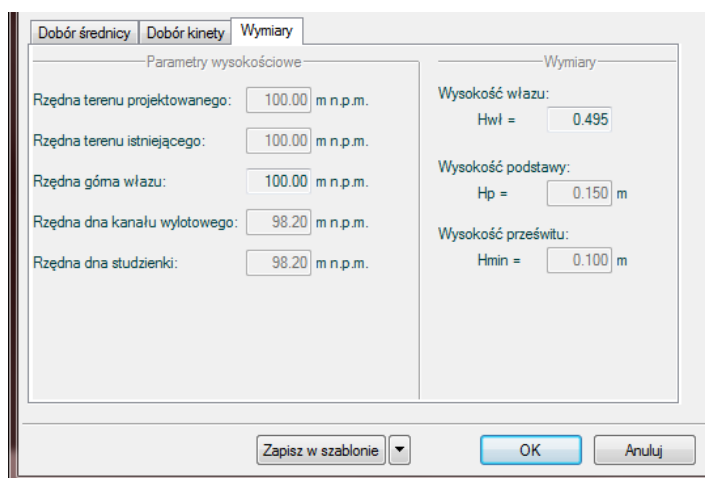 Dobór średnicy Dobór kinety Wymiary
Parametry wysokościowe
Rzędna terenu projektowanego: 100.00 m n.p.m.
Rzędna terenu istniejącego: 100.00 m n.p.m.
Rzędna górna włazu: 100.00 m n.p.m.
Rzędna dna kanału wylotowego: 98.20 m n.p.m.
Rzędna dna studzienki: 98.20 m n.p.m.
Wymiary
Wysokość włazu:
Hwł = 0.495
Wysokość podstawy:
Hp = 0.150 m
Wysokość prześwitu:
Hmin = 0.100 m
Zapisz w szablonie OK Anuluj